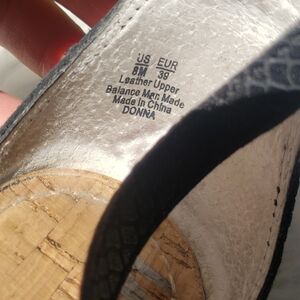 US EUR
8M 39
Leather Upper
Balance Man Made
Made in China
DONNA